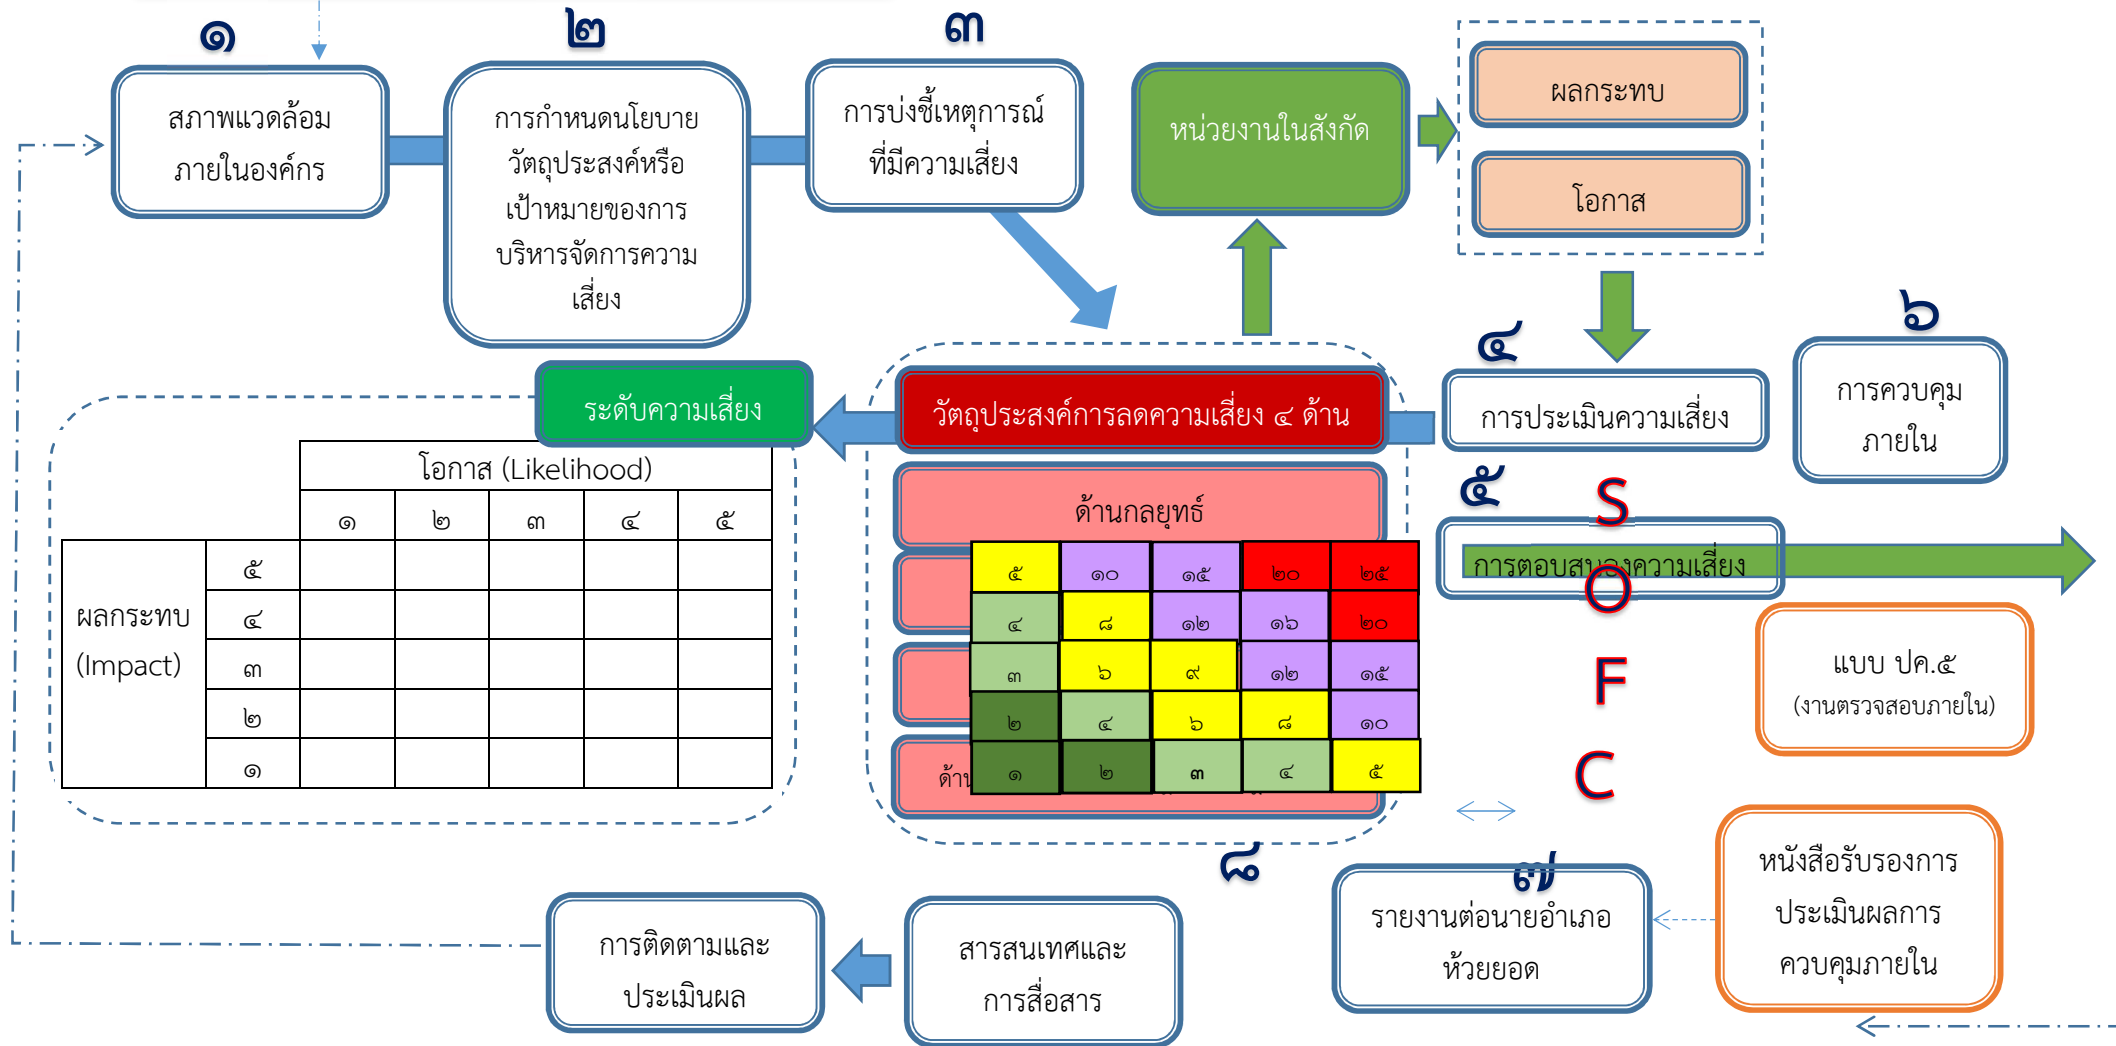 ๑
๒
๓
สภาพแวดล้อม
ภายในองค์กร
การกำหนดนโยบาย
วัตถุประสงค์หรือ
เป้าหมายของการ
บริหารจัดการความ
เสี่ยง
การบ่งชี้เหตุการณ์
ที่มีความเสี่ยง
หน่วยงานในสังกัด
ผลกระทบ
โอกาส
๔
การประเมินความเสี่ยง
๖
การควบคุม
ภายใน
ระดับความเสี่ยง
วัตถุประสงค์การลดความเสี่ยง ๔ ด้าน
โอกาส (Likelihood)
๑ ๒ ๓ ๔ ๕
ผลกระทบ
(Impact)
๕
๔
๓
๒
๑
ด้านกลยุทธ์
๕ ๑๐ ๑๕ ๒๐ ๒๕
๔ ๘ ๑๒ ๑๖ ๒๐
๓ ๖ ๙ ๑๒ ๑๕
๒ ๔ ๖ ๘ ๑๐
๑ ๒ ๓ ๔ ๕
ด้าน
๕
การตอบสนองความเสี่ยง
S
O
F
C
แบบ ปค.๕
(งานตรวจสอบภายใน)
๘
๗
การติดตามและ
ประเมินผล
สารสนเทศและ
การสื่อสาร
รายงานต่อนายอำเภอ
ห้วยยอด
หนังสือรับรองการ
ประเมินผลการ
ควบคุมภายใน